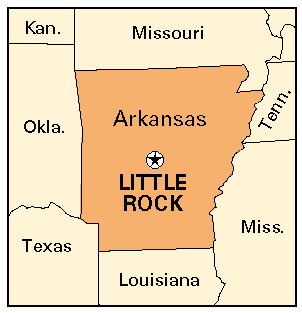 Kan.
Missouri
Tenn.
Arkansas
Okla.
LITTLE
ROCK
Miss.
Texas
Louisiana